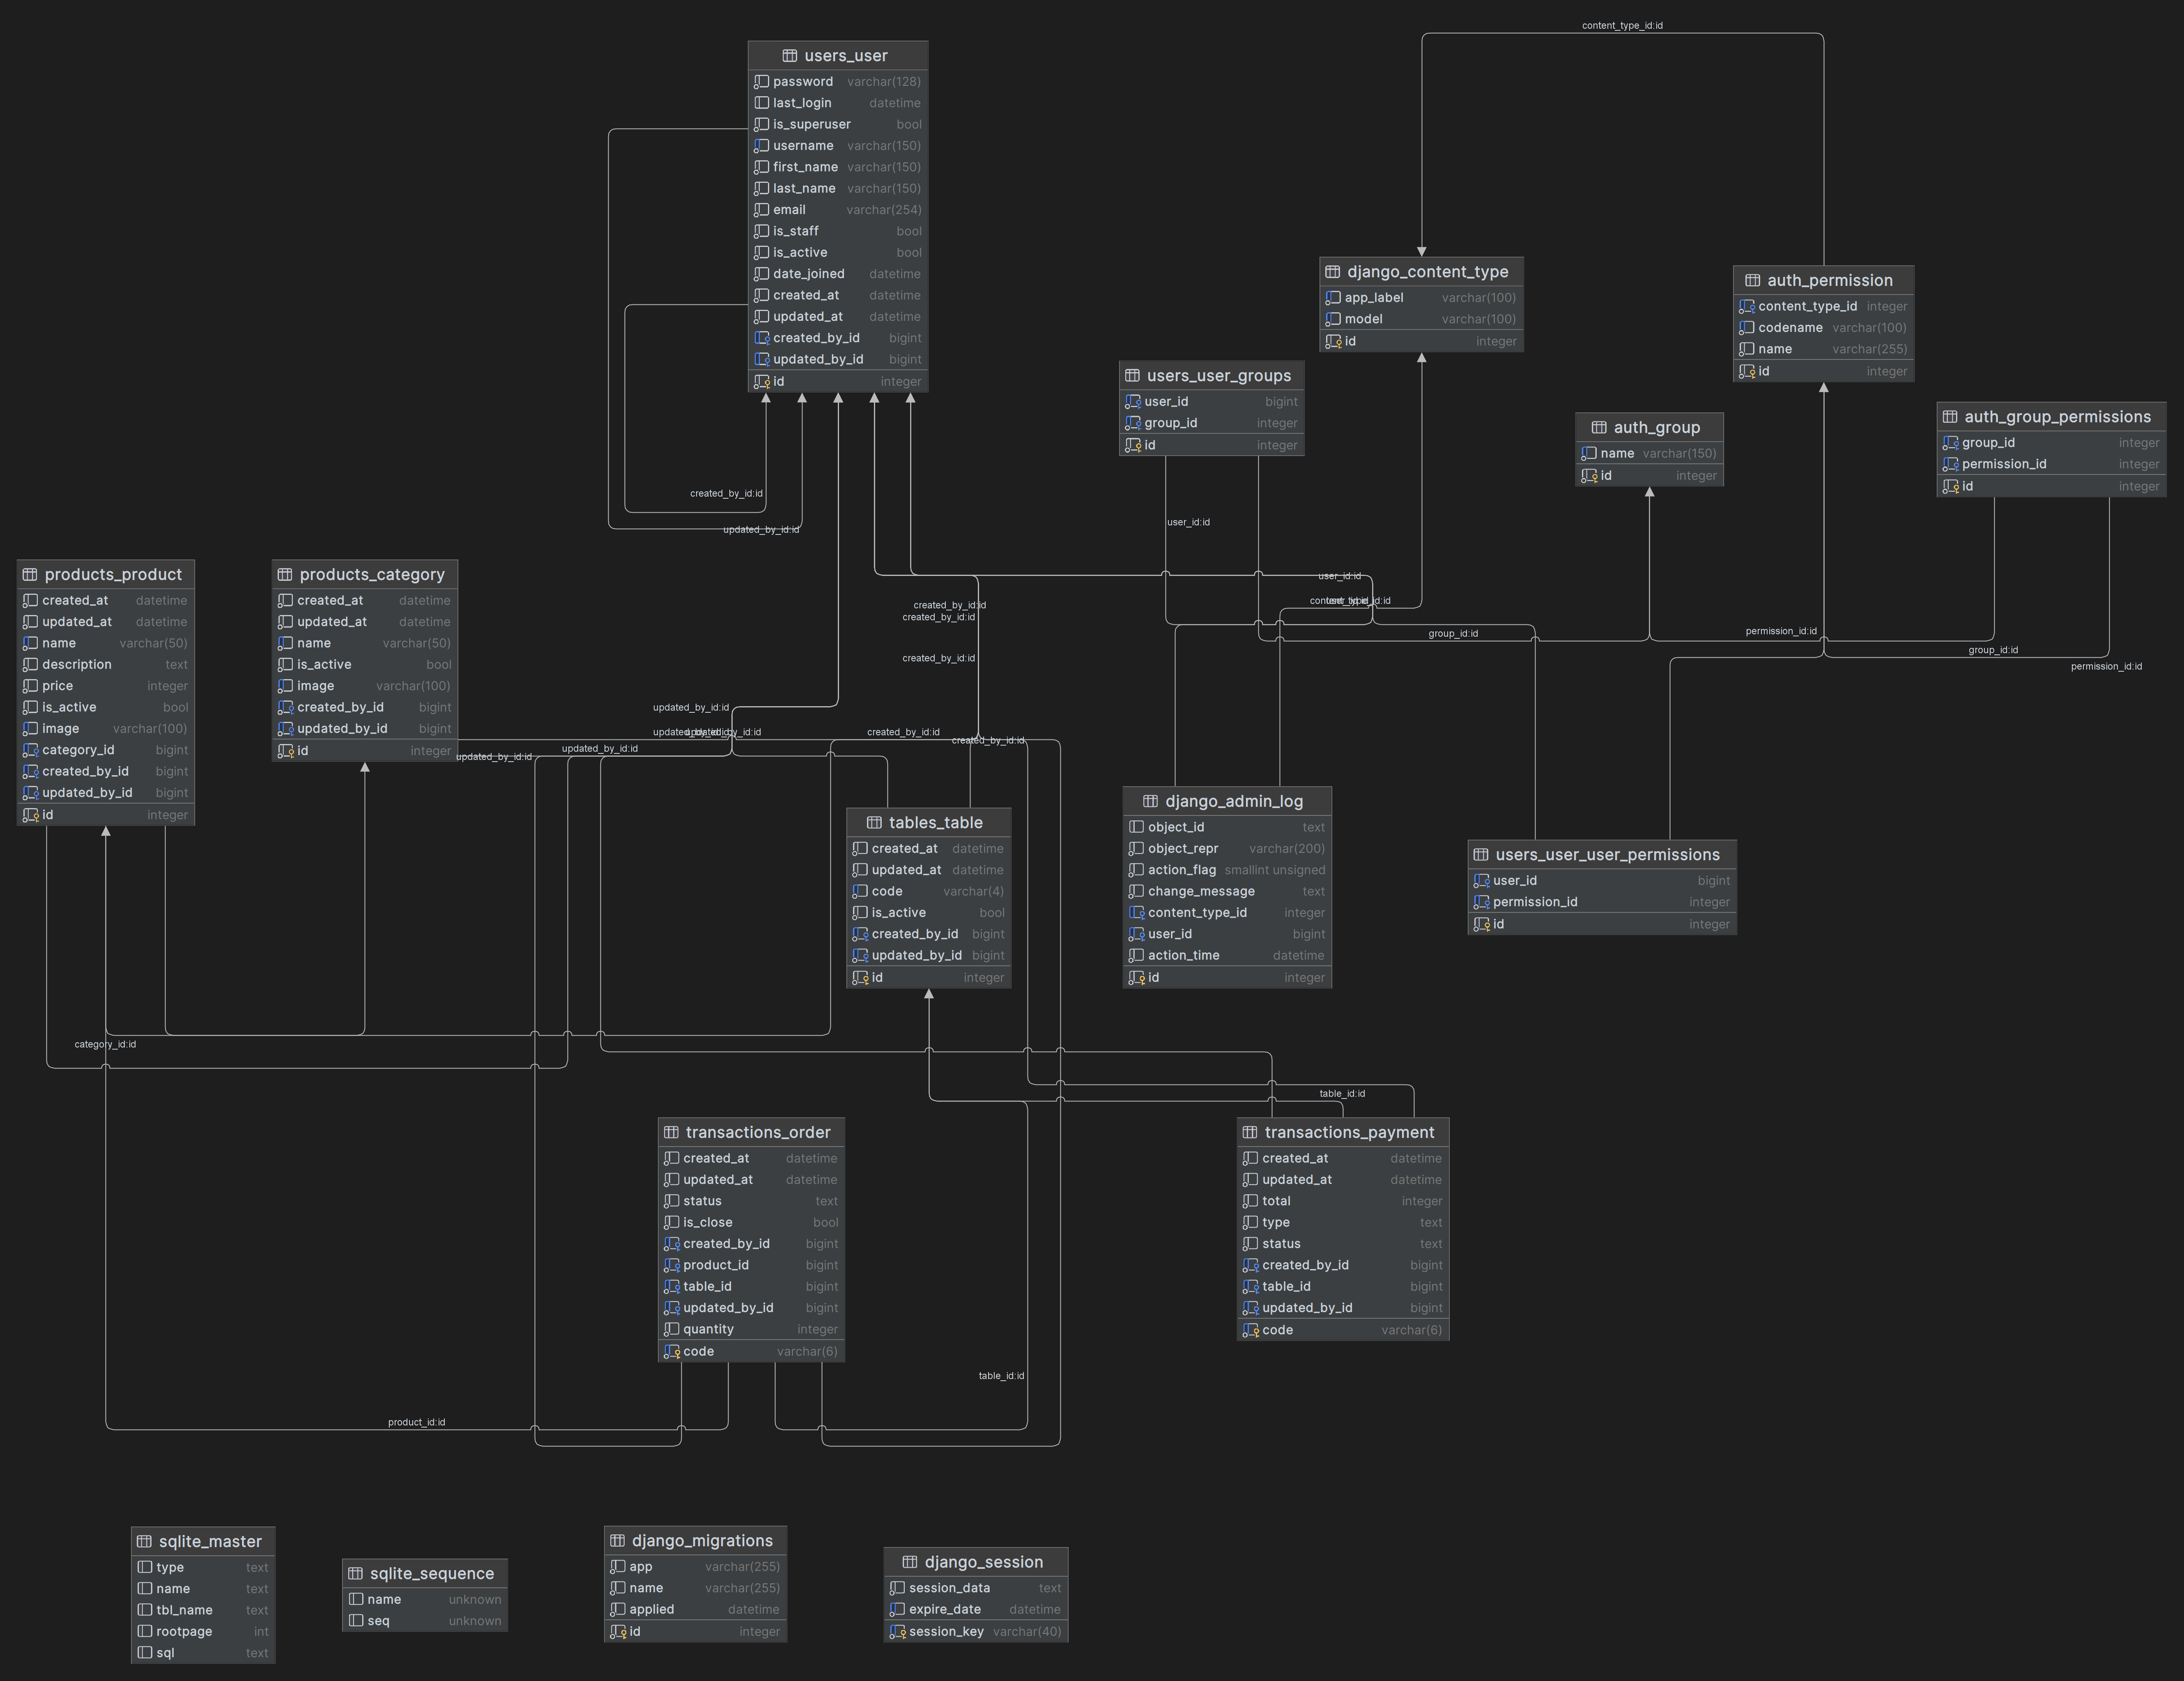 content_type_id:id
users_user
password varchar(128)
last_login datetime
is_superuser bool
username varchar(150)
first_name varchar(150)
last_name varchar(150)
email varchar(254)
is_staff bool
is_active bool
date_joined datetime
created_at datetime
updated_at datetime
created_by_id bigint
updated_by_id bigint
id integer
created_by_id:id
updated_by_id:id
django_content_type
app_label varchar(100)
model varchar(100)
id integer
auth_permission
content_type_id integer
codename varchar(100)
name varchar(255)
id integer
users_user_groups
user_id bigint
group_id integer
id integer
auth_group
name varchar(150)
id integer
auth_group_permissions
group_id integer
permission_id integer
id integer
user_id:id
user_id:id
created_by_id:id
created_by_id:id
created_by_id:id
group_id:id
permission_id:id
group_id:id
permission_id:id
products_product
created_at datetime
updated_at datetime
name varchar(50)
description text
price integer
is_active bool
image varchar(100)
category_id bigint
created_by_id bigint
updated_by_id bigint
id integer
products_category
created_at datetime
updated_at datetime
name varchar(50)
is_active bool
image varchar(100)
created_by_id bigint
updated_by_id bigint
id integer
updated_by_id:id
created_by_id:id
created_by_id:id
updated_by_id:id
updated_by_id:id
tables_table
created_at datetime
updated_at datetime
code varchar(4)
is_active bool
created_by_id bigint
updated_by_id bigint
id integer
django_admin_log
object_id text
object_repr varchar(200)
action_flag smallint unsigned
change_message text
content_type_id integer
user_id bigint
action_time datetime
id integer
users_user_user_permissions
user_id bigint
permission_id integer
id integer
category_id:id
table_id:id
transactions_order
created_at datetime
updated_at datetime
status text
is_close bool
created_by_id bigint
product_id bigint
table_id bigint
updated_by_id bigint
quantity integer
code varchar(6)
transactions_payment
created_at datetime
updated_at datetime
total integer
type text
status text
created_by_id bigint
table_id bigint
updated_by_id bigint
code varchar(6)
table_id:id
product_id:id
sqlite_master
type text
name text
tbl_name text
rootpage int
sql text
sqlite_sequence
name unknown
seq unknown
django_migrations
app varchar(255)
name varchar(255)
applied datetime
id integer
django_session
session_data text
expire_date datetime
session_key varchar(40)